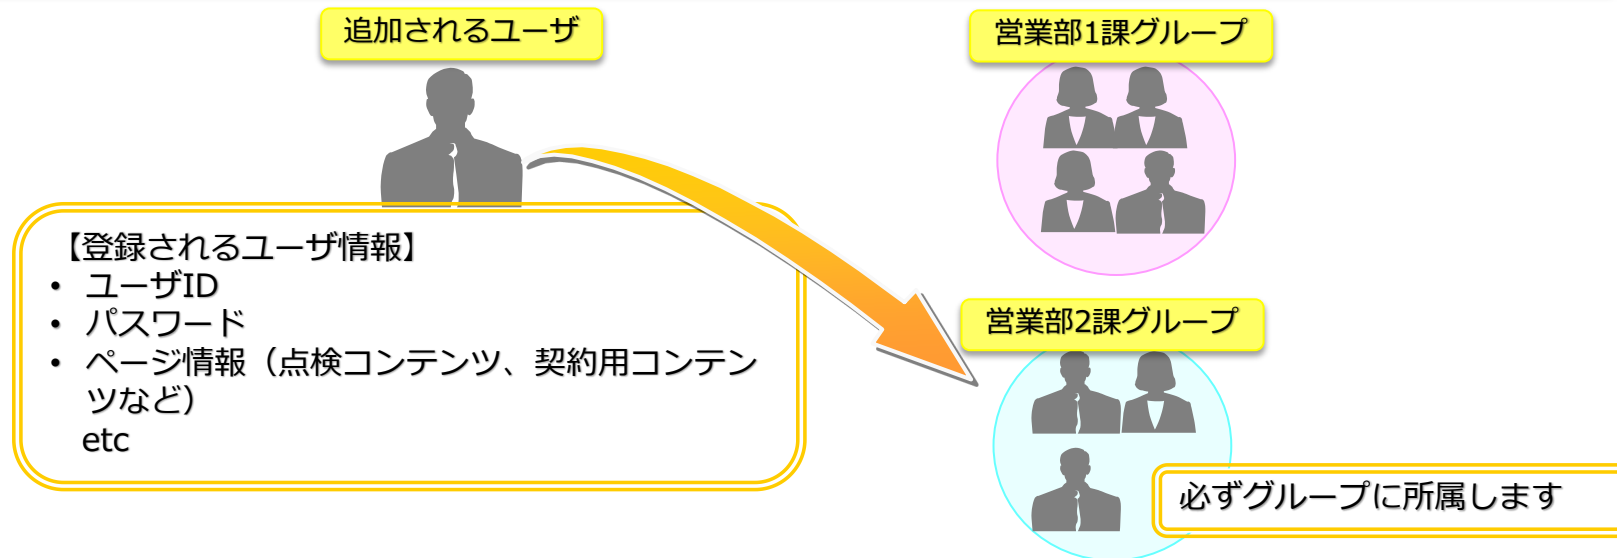 追加されるユーザ
営業部1課グループ
【登録されるユーザ情報】
• ユーザID
• パスワード
• ページ情報（点検コンテンツ、契約用コンテン
ツなど）
etc
営業部2課グループ
必ずグループに所属します